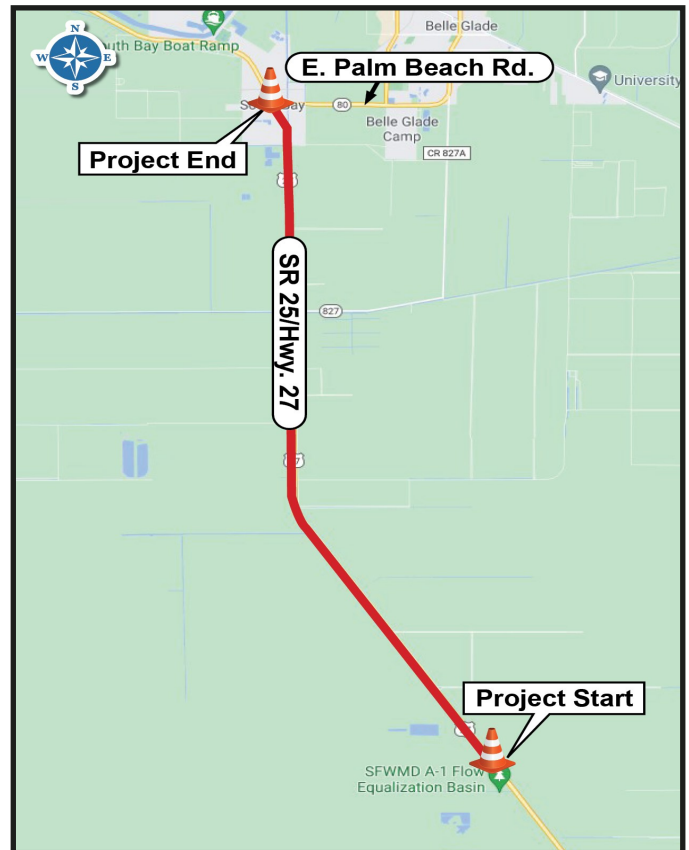 Belle Glade
N
W
E
S
uth Bay Boat Ramp
E. Palm Beach Rd.
University
80
Belle Glade
Camp
Project End
CR 827A
SR 25/Hwy. 27
827
Project Start
SFWMD A-1 Flow
Equalization Basin